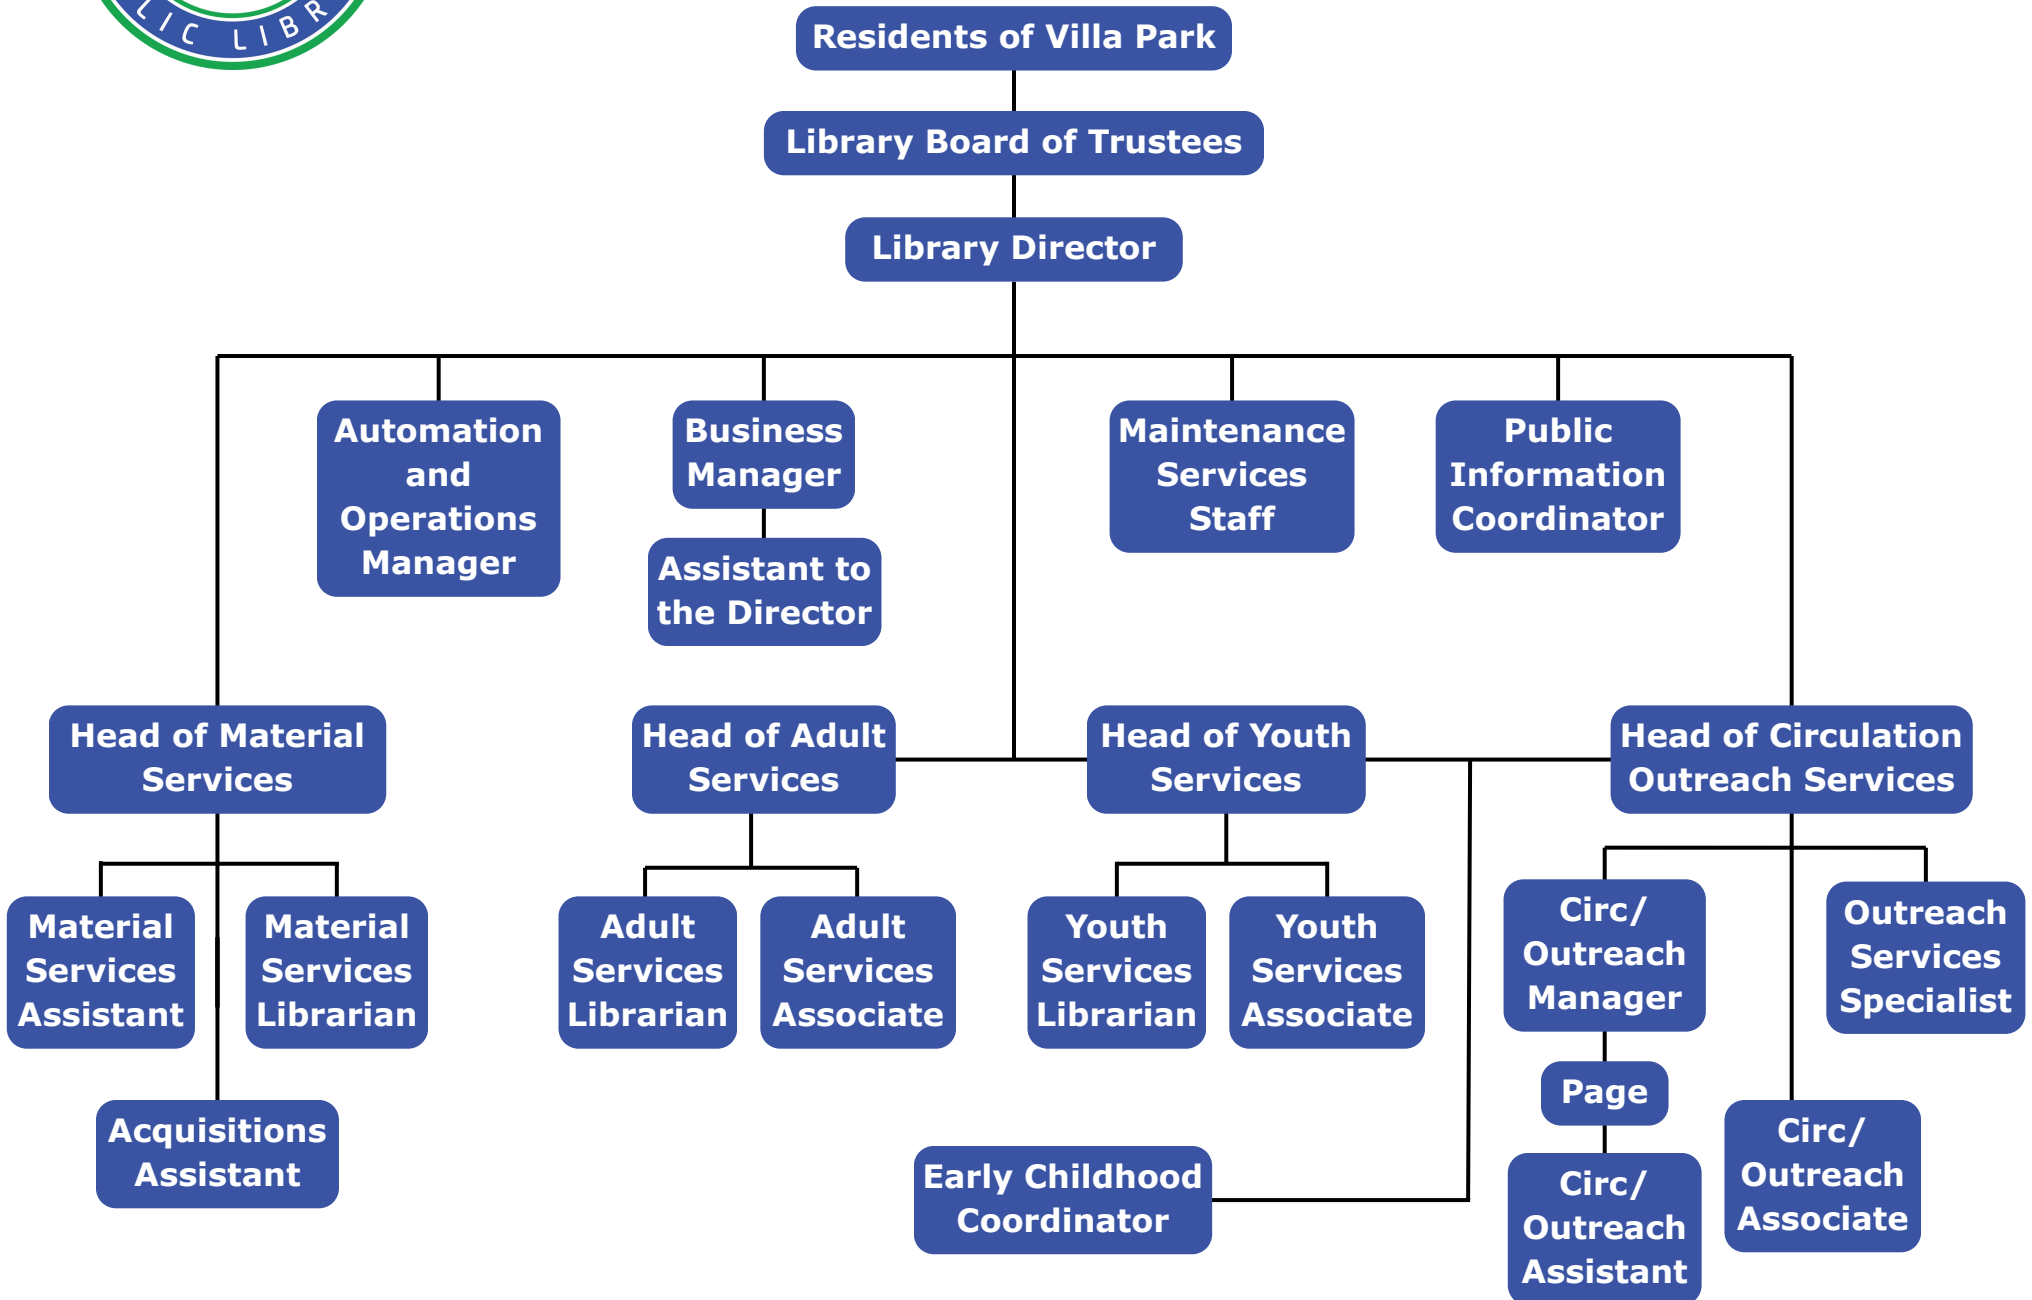 LIC LIBR
Residents of Villa Park
Library Board of Trustees
Library Director
Automation
and
Operations
Manager
Business
Manager
Assistant to
the Director
Maintenance
Services
Staff
Public
Information
Coordinator
Head of Material
Services
Head of Adult
Services
Head of Youth
Services
Head of Circulation
Outreach Services
Material
Services
Assistant
Material
Services
Librarian
Acquisitions
Assistant
Adult
Services
Librarian
Adult
Services
Associate
Youth
Services
Librarian
Youth
Services
Associate
Early Childhood
Coordinator
Circ/
Outreach
Manager
Page
Circ/
Outreach
Assistant
Circ/
Outreach
Associate
Outreach
Services
Specialist